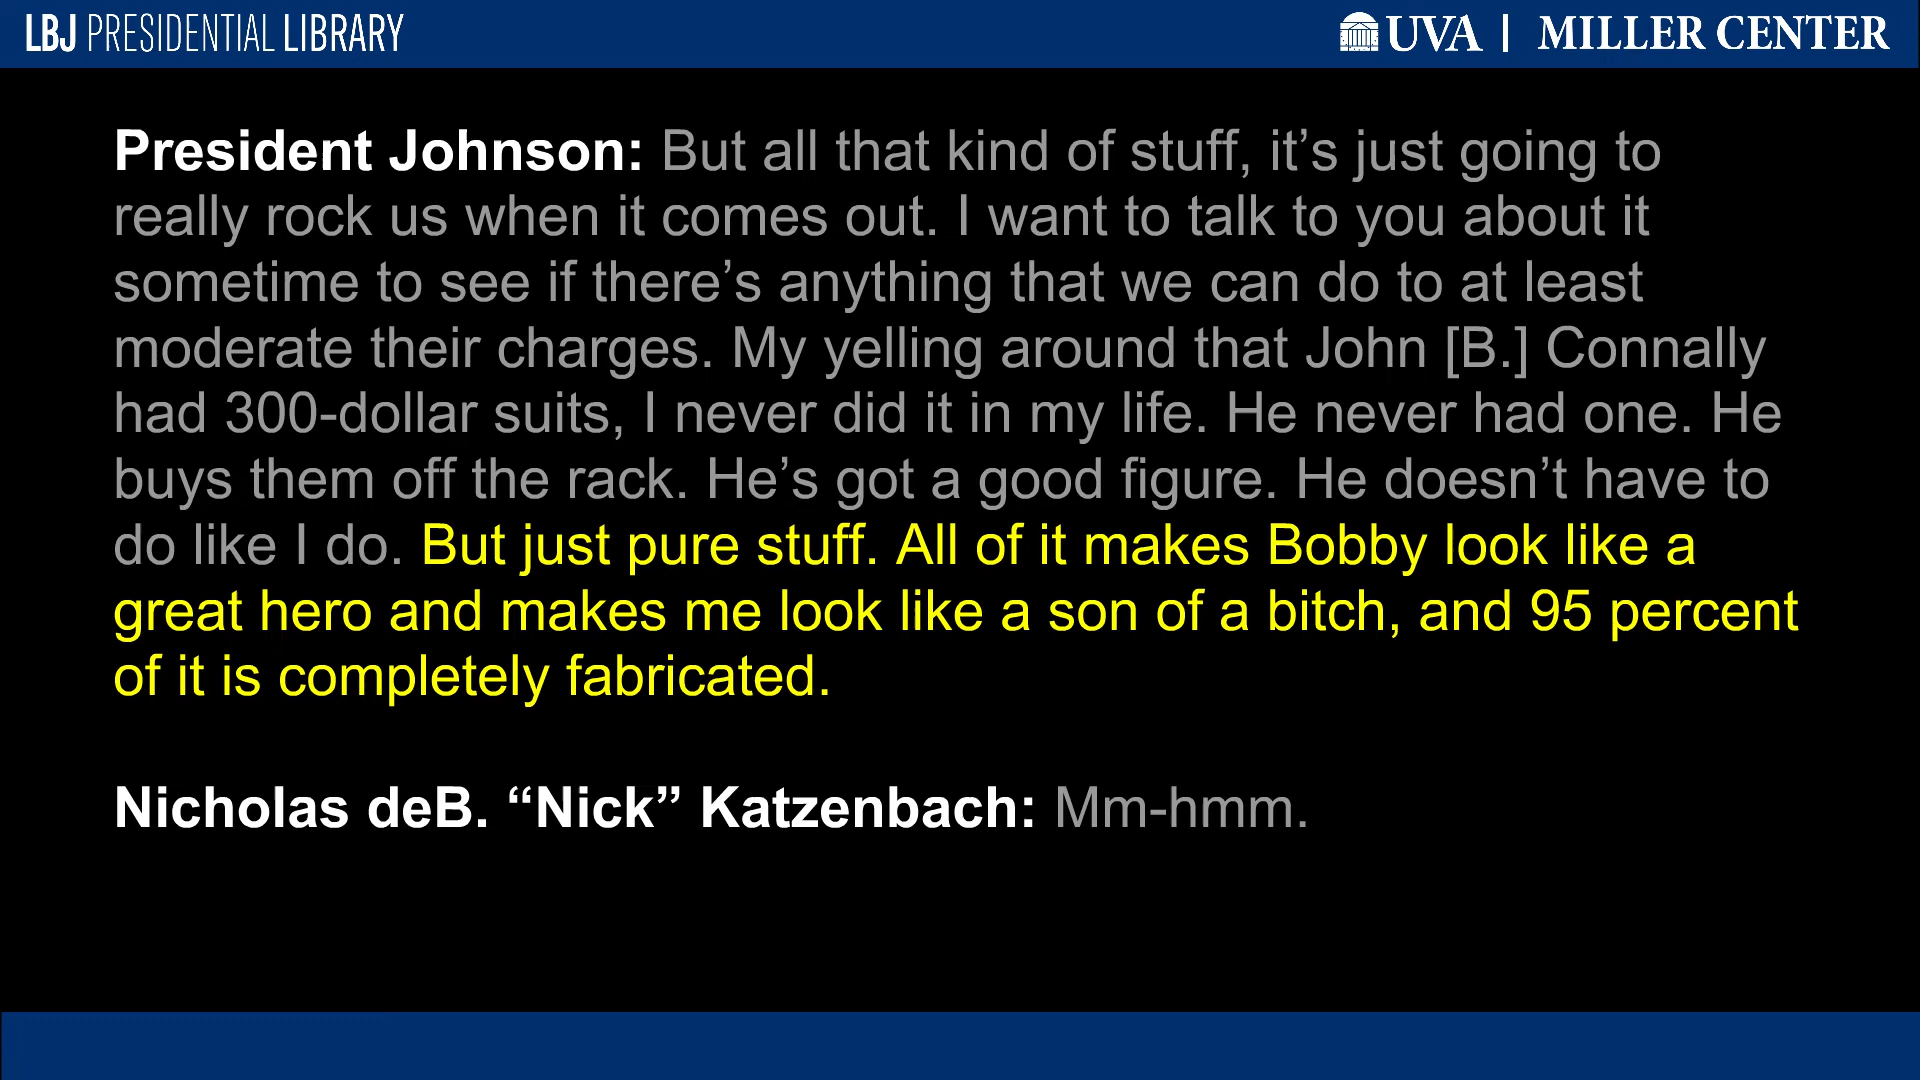 LBJ PRESIDENTIAL LIBRARY
UVA | MILLER CENTER
President Johnson: But all that kind of stuff, it’s just going to
really rock us when it comes out. I want to talk to you about it
sometime to see if there’s anything that we can do to at least
moderate their charges. My yelling around that John [B.] Connally
had 300-dollar suits, I never did it in my life. He never had one. He
buys them off the rack. He’s got a good figure. He doesn’t have to
do like I do. But just pure stuff. All of it makes Bobby look like a
great hero and makes me look like a son of a bitch, and 95 percent
of it is completely fabricated.
Nicholas deB. “Nick” Katzenbach: Mm-hmm.